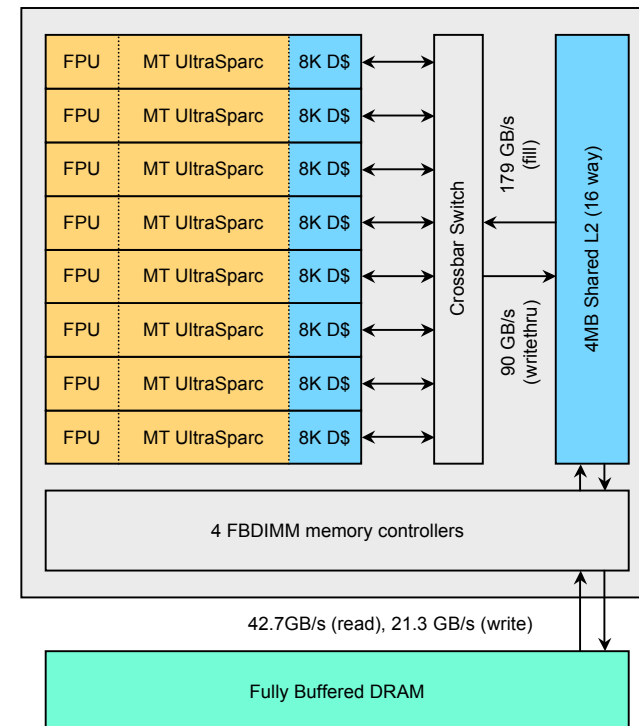 FPU MT UltraSparc 8K D$
FPU MT UltraSparc 8K D$
FPU MT UltraSparc 8K D$
FPU MT UltraSparc 8K D$
FPU MT UltraSparc 8K D$
FPU MT UltraSparc 8K D$
FPU MT UltraSparc 8K D$
FPU MT UltraSparc 8K D$
Crossbar Switch
179 GB/s
(fill)
90 GB/s
(writethru)
4MB Shared L2 (16 way)
4 FBDIMM memory controllers
42.7GB/s (read), 21.3 GB/s (write)
Fully Buffered DRAM